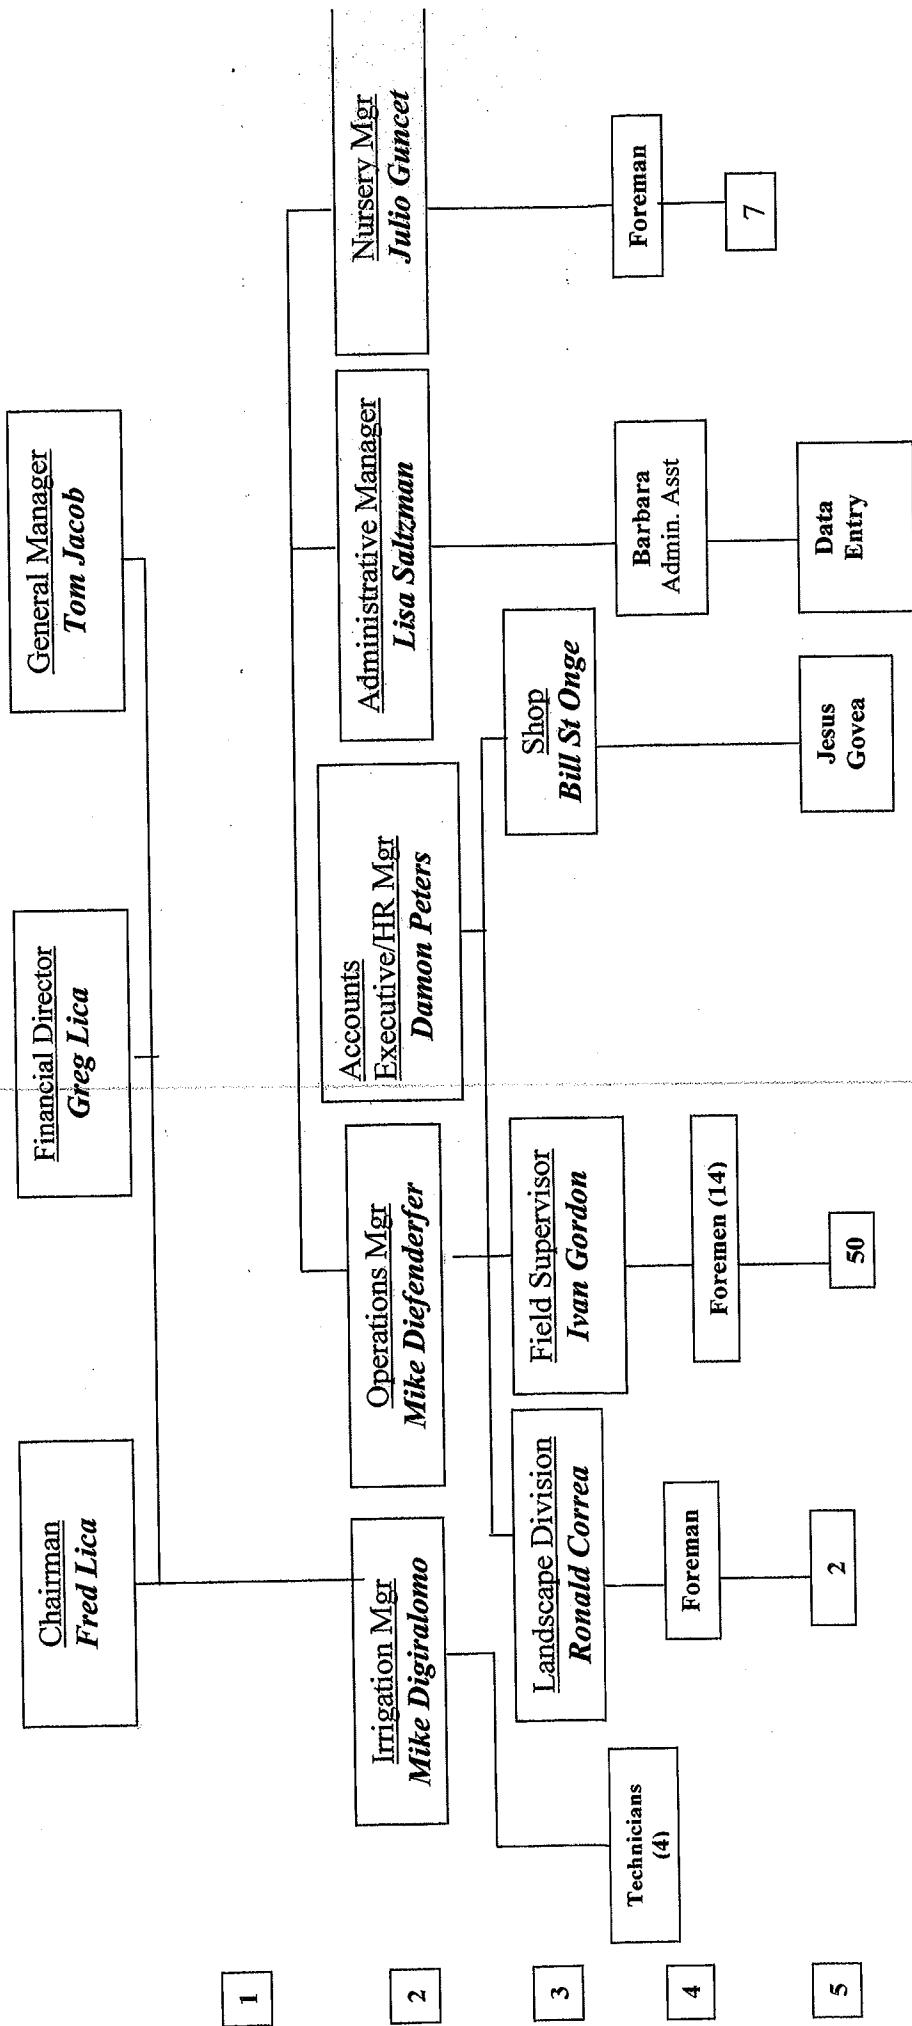 Chairman
Fred Lica
Financial Director
Greg Lica
General Manager
Tom Jacob
1
2
Irrigation Mgr
Mike Digiralomo
Operations Mgr
Mike Diefenderfer
Accounts
Executive/HR Mgr
Damon Peters
Administrative Manager
Lisa Saltzman
Nursery Mgr
Julio Guncet
3
Landscape Division
Ronald Correa
Field Supervisor
Ivan Gordon
Shop
Bill St Onge
4
Technicians
(4)
Foreman
Foremen (14)
Barbara
Admin. Asst
Foreman
5
2
50
Jesus
Govea
Data
Entry
7